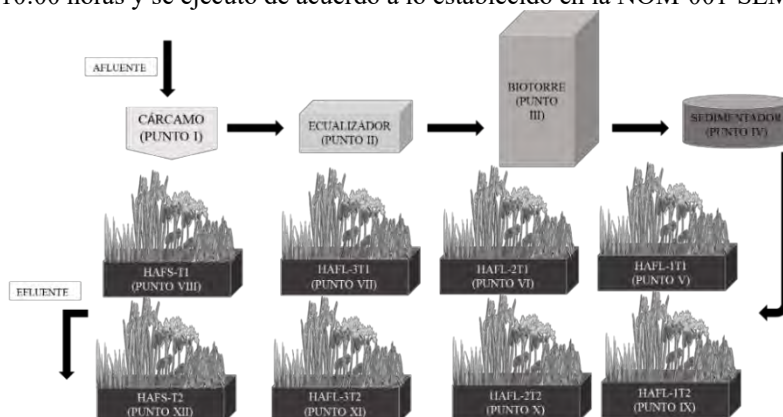 10:00 horas y se ejecutó de acuerdo a lo establecido en la NOM-001-SEM
AFLUENTE
CÁRCAMO
(PUNTO I)
ECUALIZADOR
(PUNTO II)
BIOTORRE
(PUNTO
III)
SEDIMENTADOR
(PUNTO IV)
HAFS-T1
(PUNTO VIII)
HAFL-3T1
(PUNTO VII)
HAFL-2T1
(PUNTO VI)
HAFL-1T1
(PUNTO V)
EFLUENTE
HAFS-T2
(PUNTO XII)
HAFL-3T2
(PUNTO XI)
HAFL-2T2
(PUNTO X)
HAFL-1T2
(PUNTO IX)